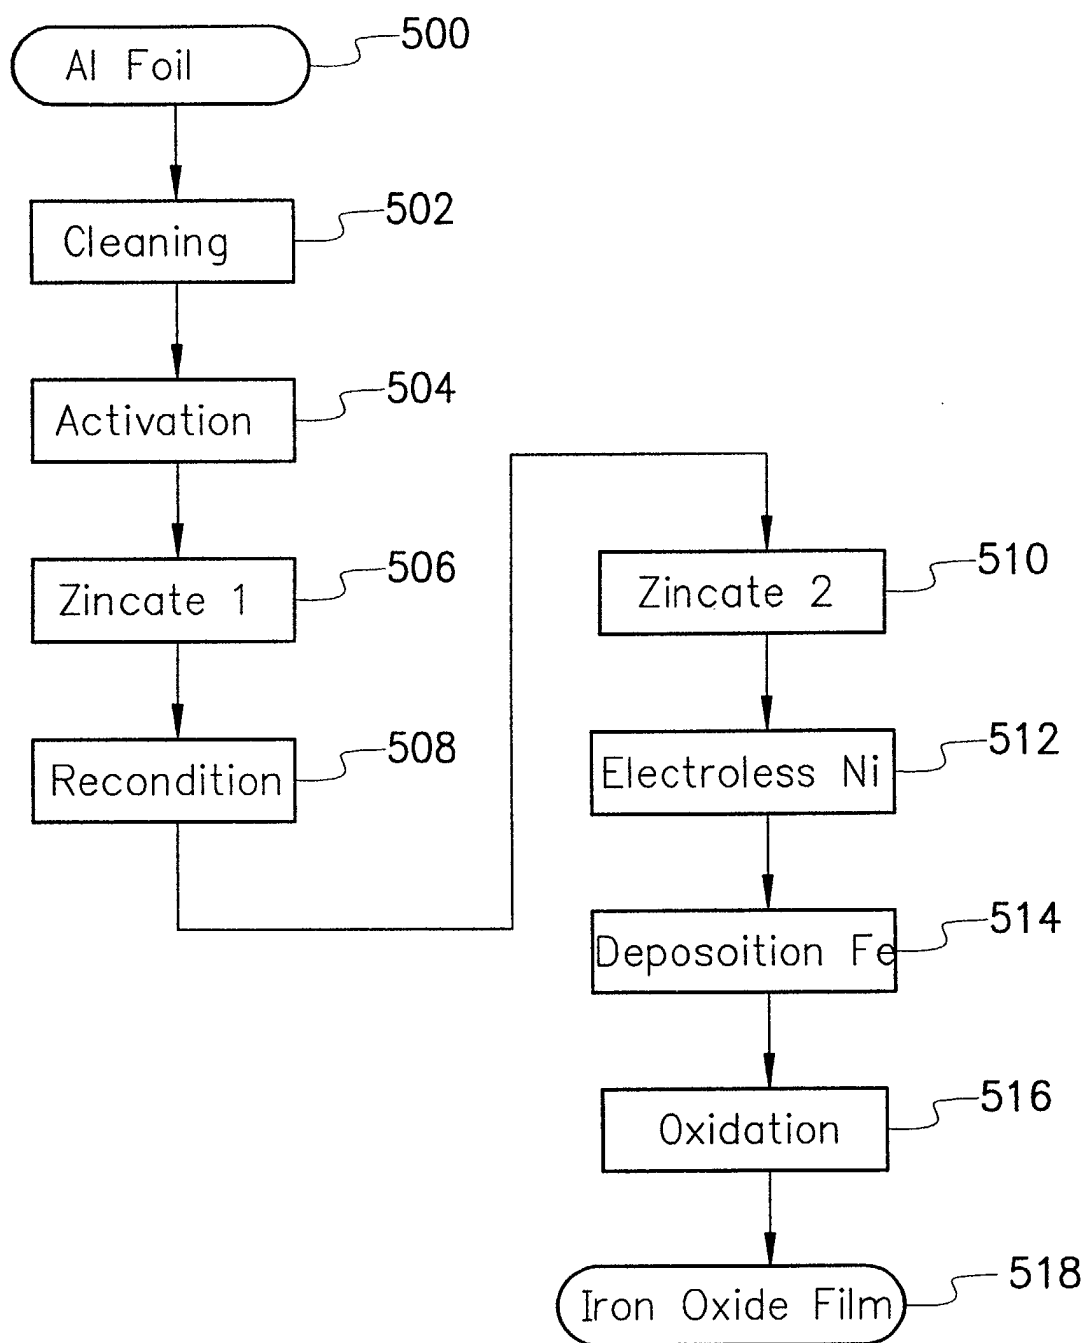 Al Foil
500
Cleaning
502
Activation
504
Zincate 1
506
Recondition
508
Zincate 2
510
Electroless Ni
512
Deposoition Fe
514
Oxidation
516
Iron Oxide Film
518